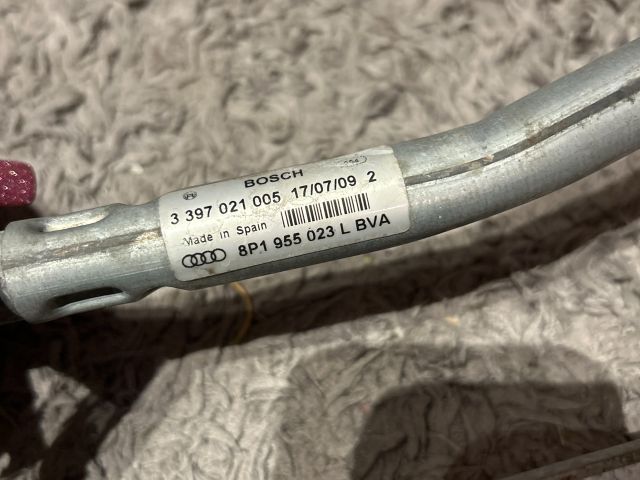 BOSCH
3 397 021 005 17/07/09 2
Made in Spain
8P1 955 023 L BVA